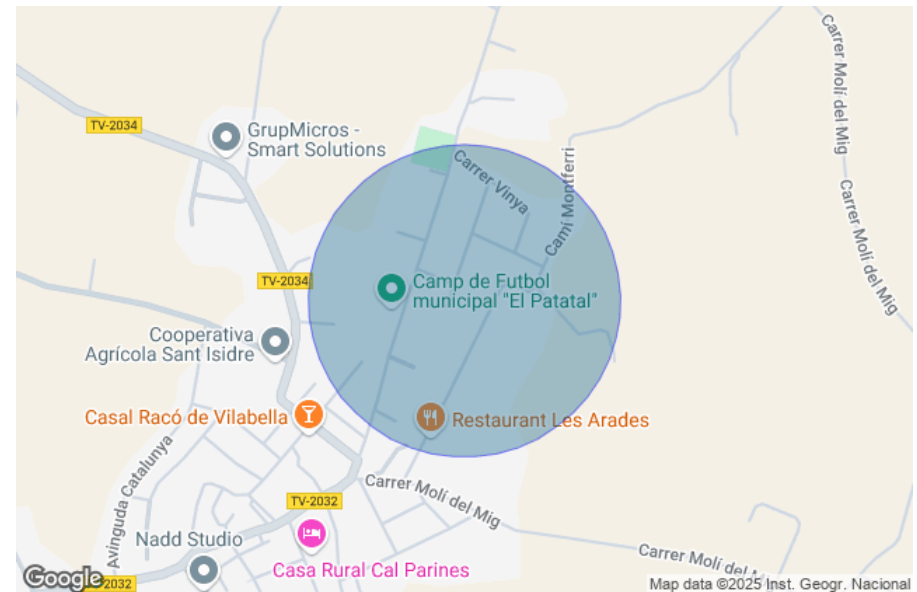 Carrer Molí del Mig
TV-2034
GrupMicros -
Smart Solutions
Carrer Vinya
Camí Montferri
Carrer Molí del Mig
TV-2034
Camp de Futbol
municipal "El Patatal"
Cooperativa
Agrícola Sant Isidre
Casal Racó de Vilabella
Restaurant Les Arades
Avinguda Catalunya
Carrer Molí del Mig
TV-2032
Nadd Studio
Carrer Molí del Mig
Casa Rural Cal Parines
Google
2032
Map data ©2025 Inst. Geogr. Nacional